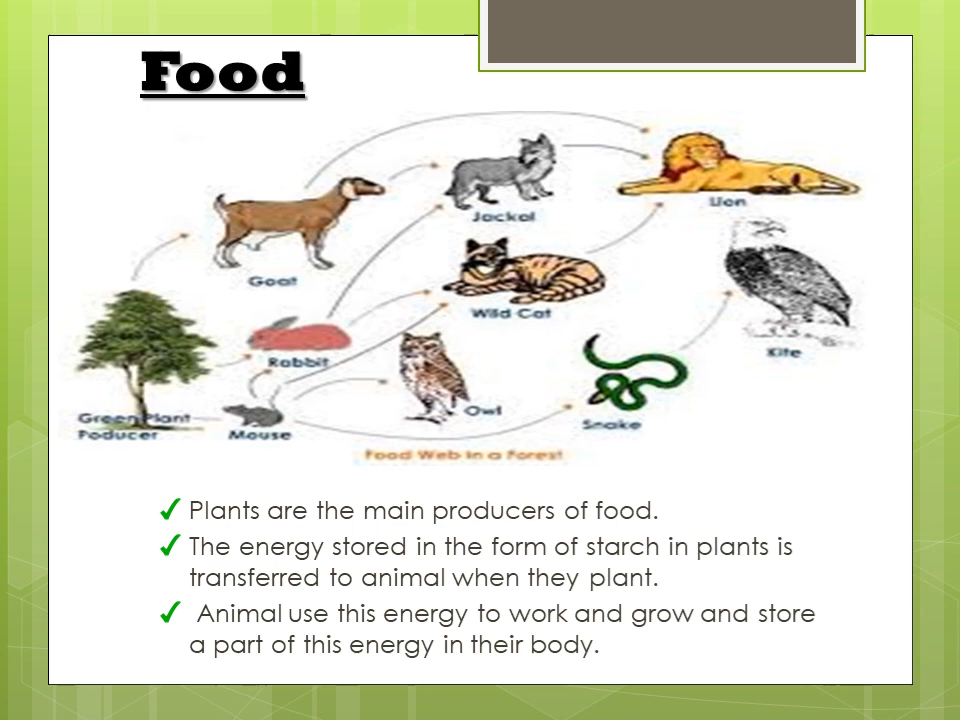 Food
Jackal
Lion
Goat
Wild Cat
Rabbit
Kite
Owl
Green Plant
Poducer
Mouse
Snake
Food Web in a Forest
✓ Plants are the main producers of food.
✓ The energy stored in the form of starch in plants is
transferred to animal when they plant.
✓ Animal use this energy to work and grow and store
a part of this energy in their body.